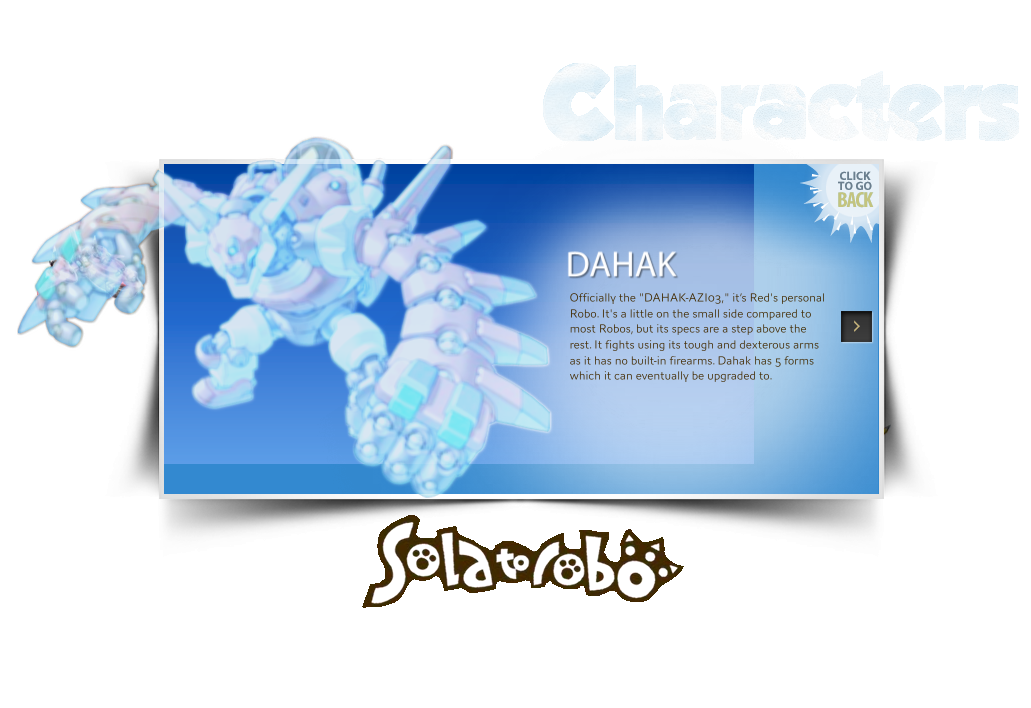 Characters
CLICK
TO GO
BACK
DAHAK
Officially the "DAHAK-AZ103," it's Red's personal
Robo. It's a little on the small side compared to
most Robos, but its specs are a step above the
rest. It fights using its tough and dexterous arms
as it has no built-in firearms. Dahak has 5 forms
which it can eventually be upgraded to.
Solatorobo